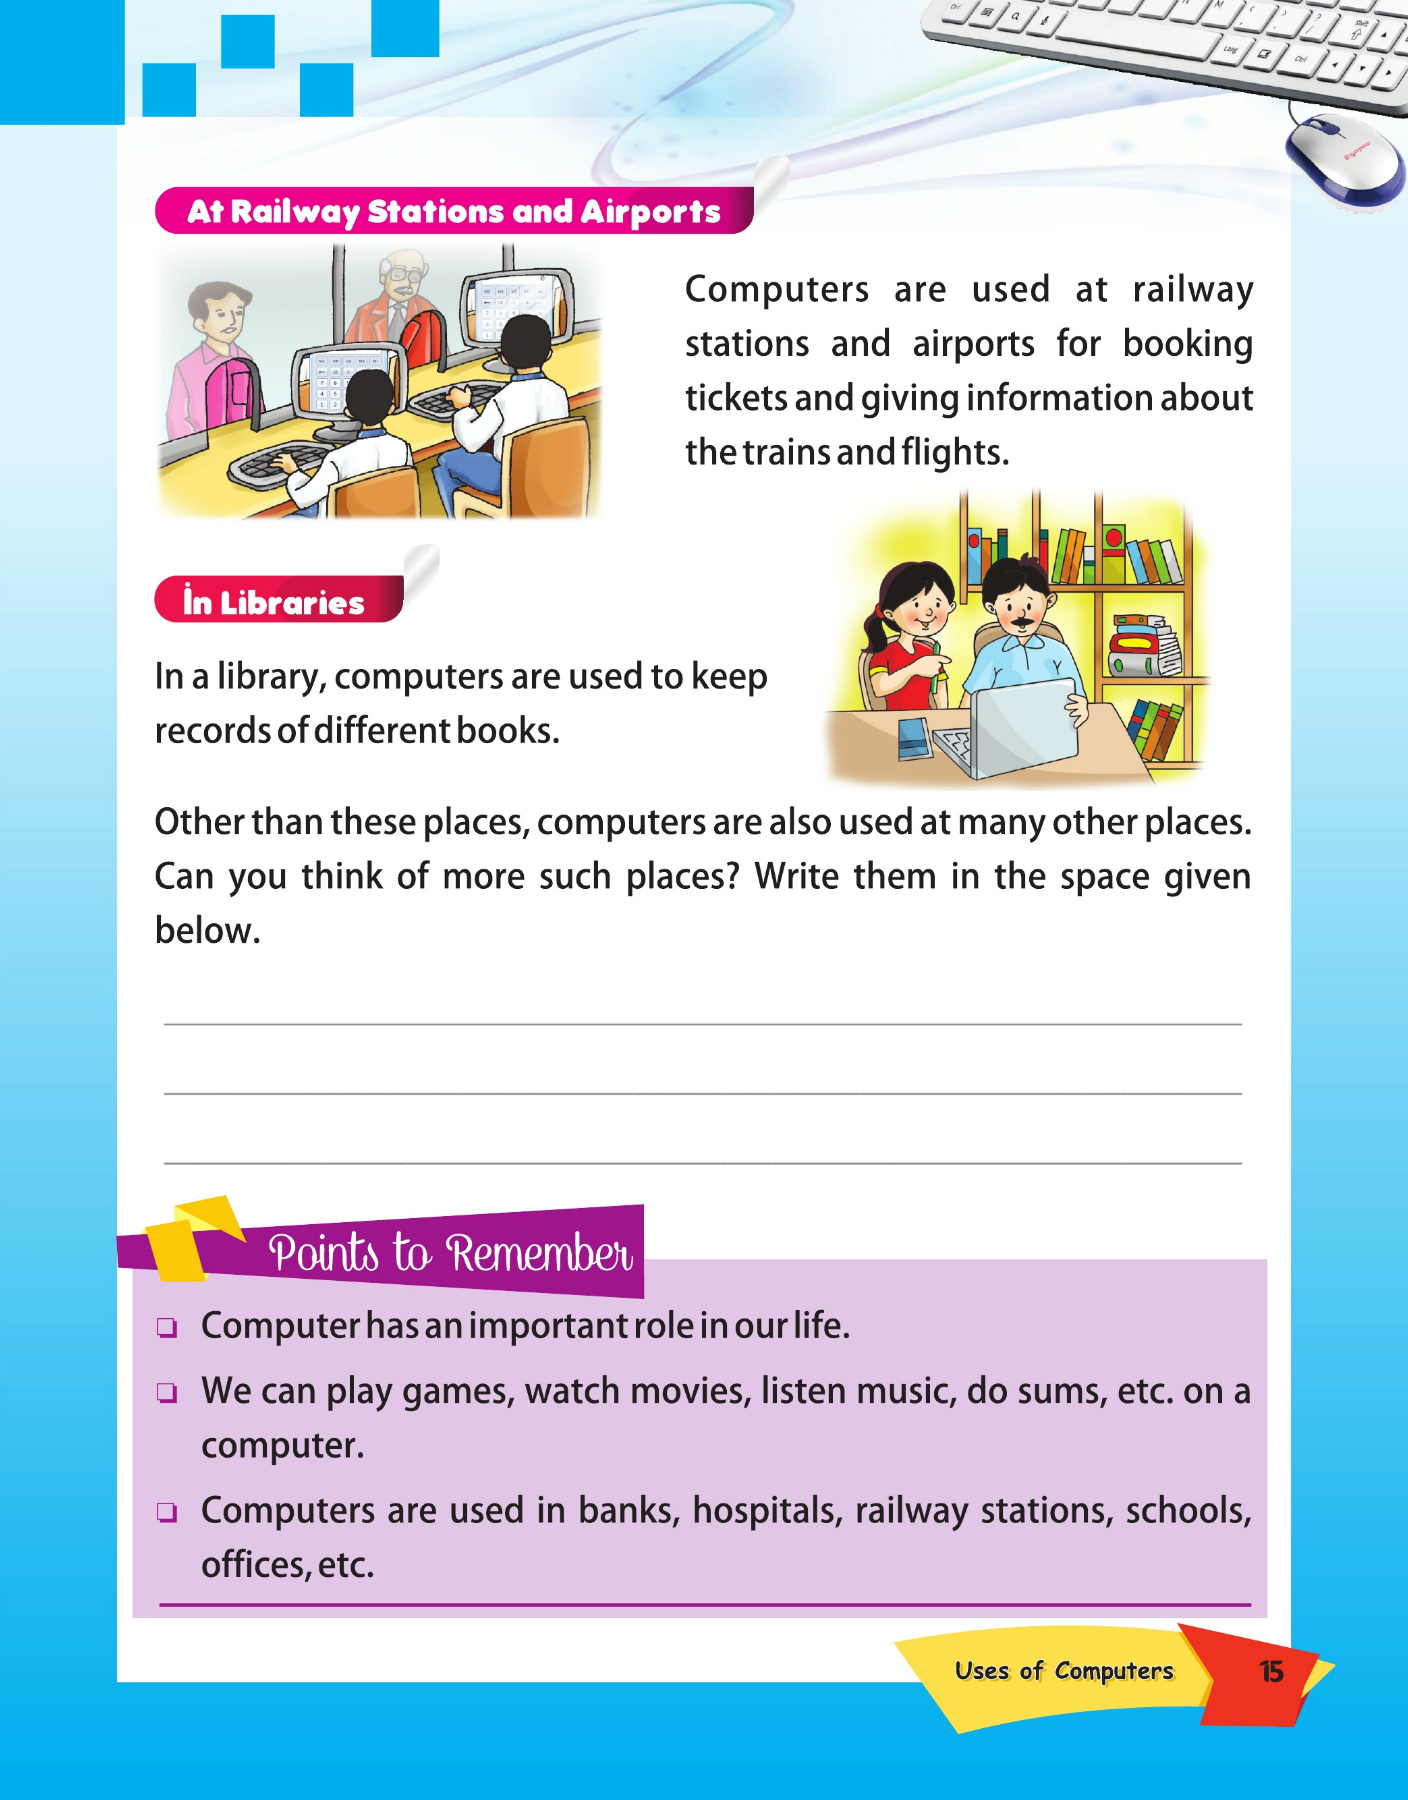 At Railway Stations and Airports
Computers are used at railway
stations and airports for booking
tickets and giving information about
the trains and flights.
In Libraries
In a library, computers are used to keep
records of different books.
Other than these places, computers are also used at many other places.
Can you think of more such places? Write them in the space given
below.
Points to Remember
❏ Computer has an important role in our life.
❏ We can play games, watch movies, listen music, do sums, etc. on a
computer.
❏ Computers are used in banks, hospitals, railway stations, schools,
offices, etc.
Uses of Computers 15